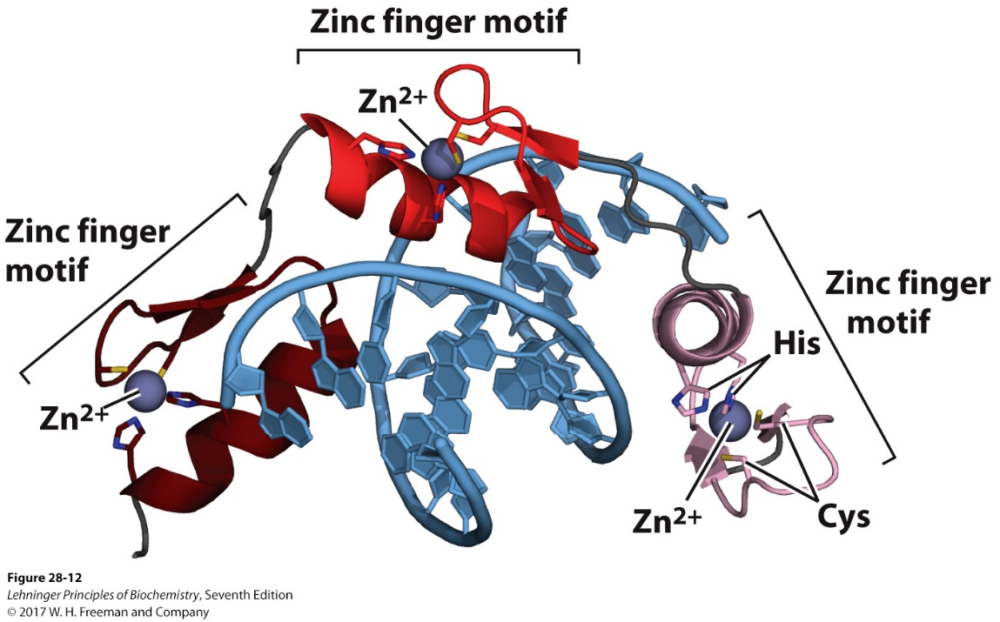 Zinc finger motif
Zn²⁺
Zinc finger
motif
Zinc finger
motif
His
Zn²⁺
Zn²⁺
Cys
Figure 28-12
Lehninger Principles of Biochemistry, Seventh Edition
© 2017 W. H. Freeman and Company